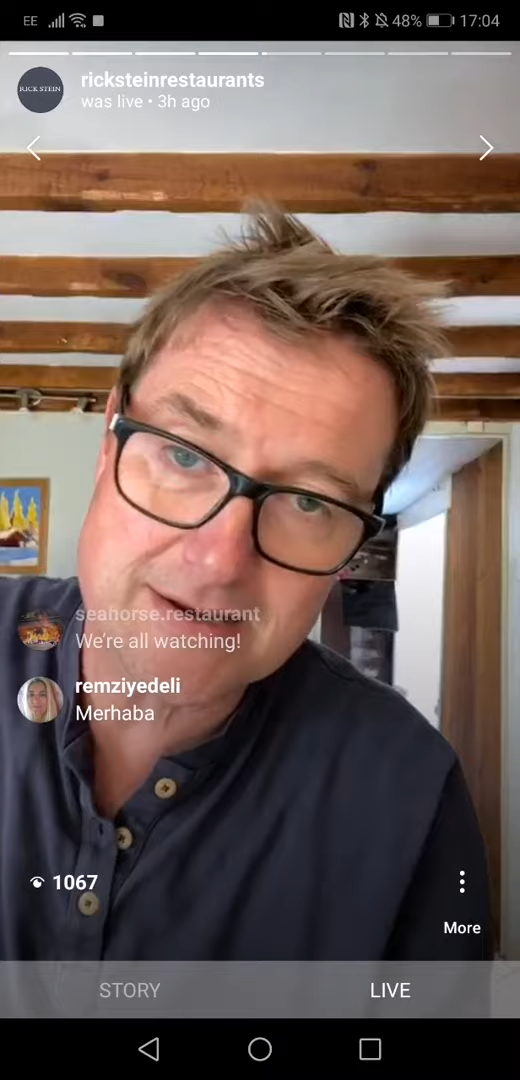 EE
48%
17:04
RICK STEIN
ricksteinrestaurants
was live • 3h ago
seahorse.restaurant
We're all watching!
remziyedeli
Merhaba
1067
More
STORY
LIVE